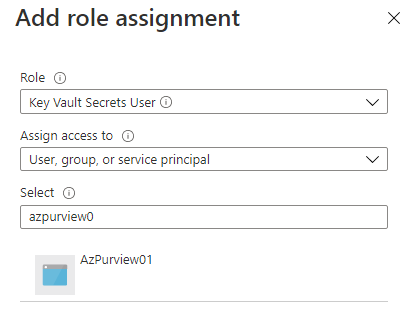 Add role assignment
Role
Key Vault Secrets User
Assign access to
User, group, or service principal
Select
azpurview0
AzPurview01